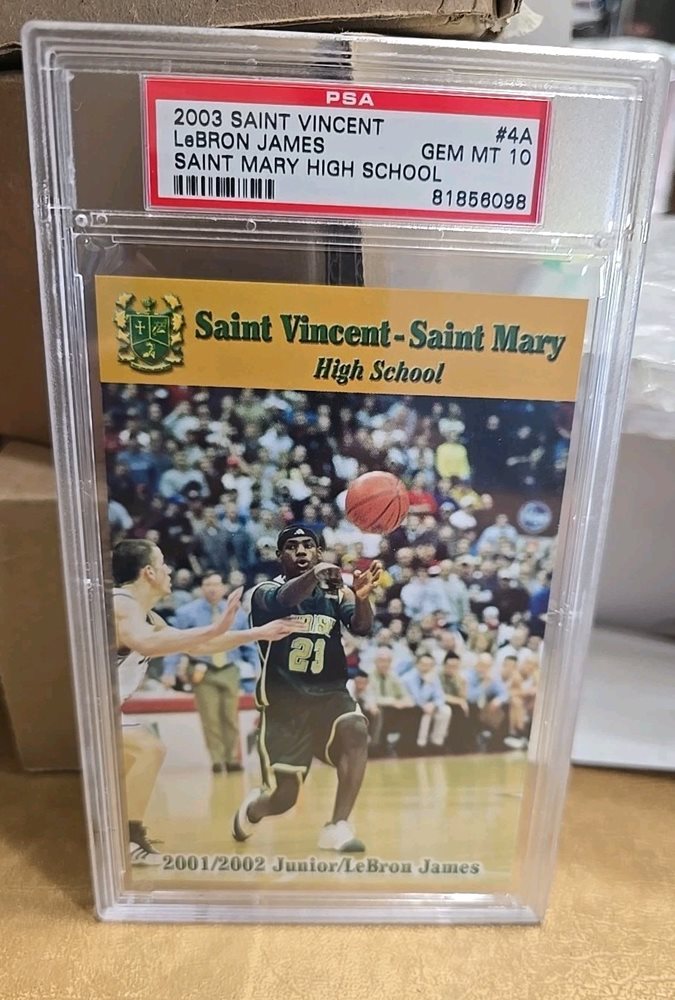 PSA
2003 SAINT VINCENT #4A
LeBRON JAMES GEM MT 10
SAINT MARY HIGH SCHOOL
81856098
Saint Vincent-Saint Mary
High School
23
2001/2002 Junior/LeBron James